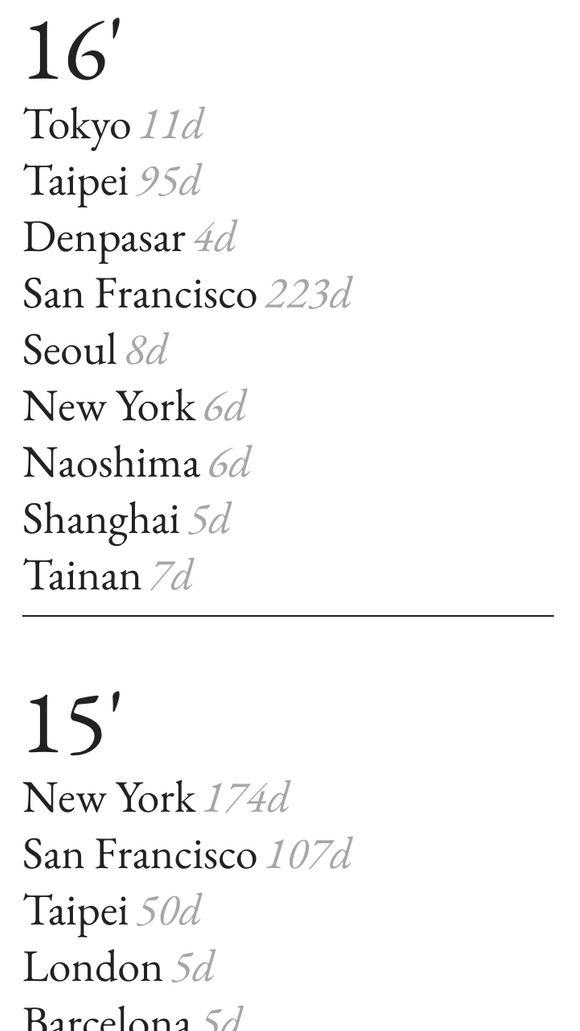 16'
Tokyo 11d
Taipei 95d
Denpasar 4d
San Francisco 223d
Seoul 8d
New York 6d
Naoshima 6d
Shanghai 5d
Tainan 7d
15'
New York 174d
San Francisco 107d
Taipei 50d
London 5d
Barcelona 5d